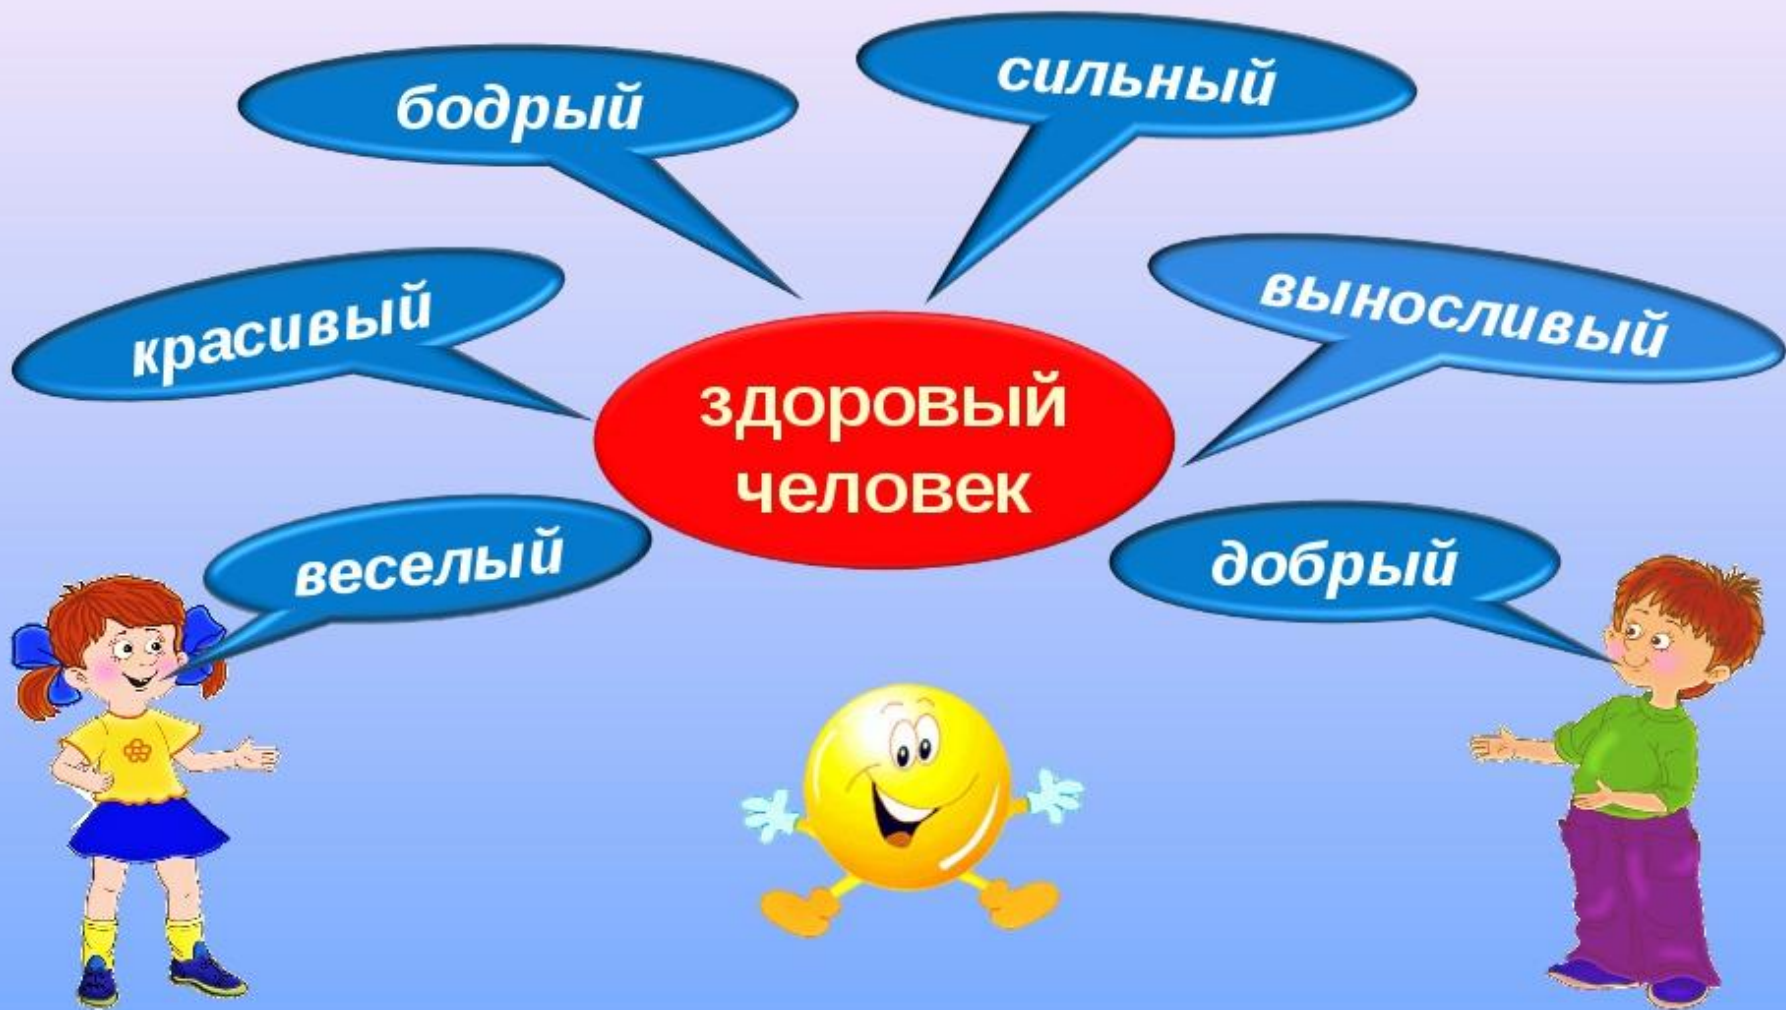 бодрый
сильный
красивый
выносливый
здоровый
человек
веселый
добрый